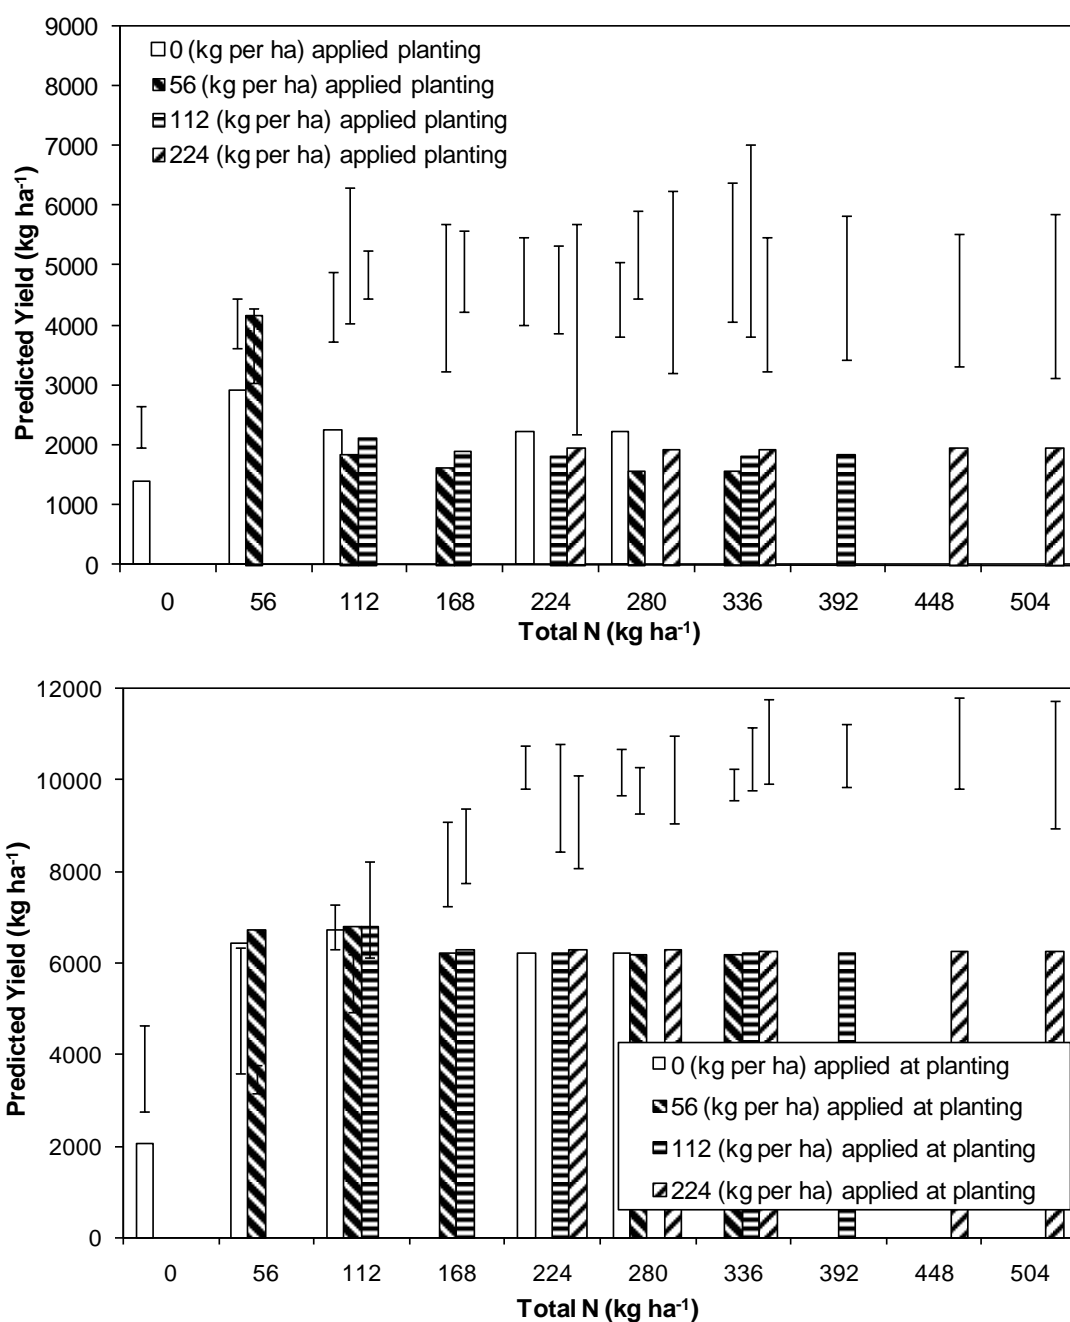 9000
8000
7000
6000
5000
4000
3000
2000
1000
0
Predicted Yield (kg ha-1)
0 (kg per ha) applied planting
56 (kg per ha) applied planting
112 (kg per ha) applied planting
224 (kg per ha) applied planting
0 56 112 168 224 280 336 392 448 504
Total N (kg ha-1)
12000
10000
8000
6000
4000
2000
0
Predicted Yield (kg ha-1)
0 (kg per ha) applied at planting
56 (kg per ha) applied at planting
112 (kg per ha) applied at planting
224 (kg per ha) applied at planting
0 56 112 168 224 280 336 392 448 504
Total N (kg ha-1)